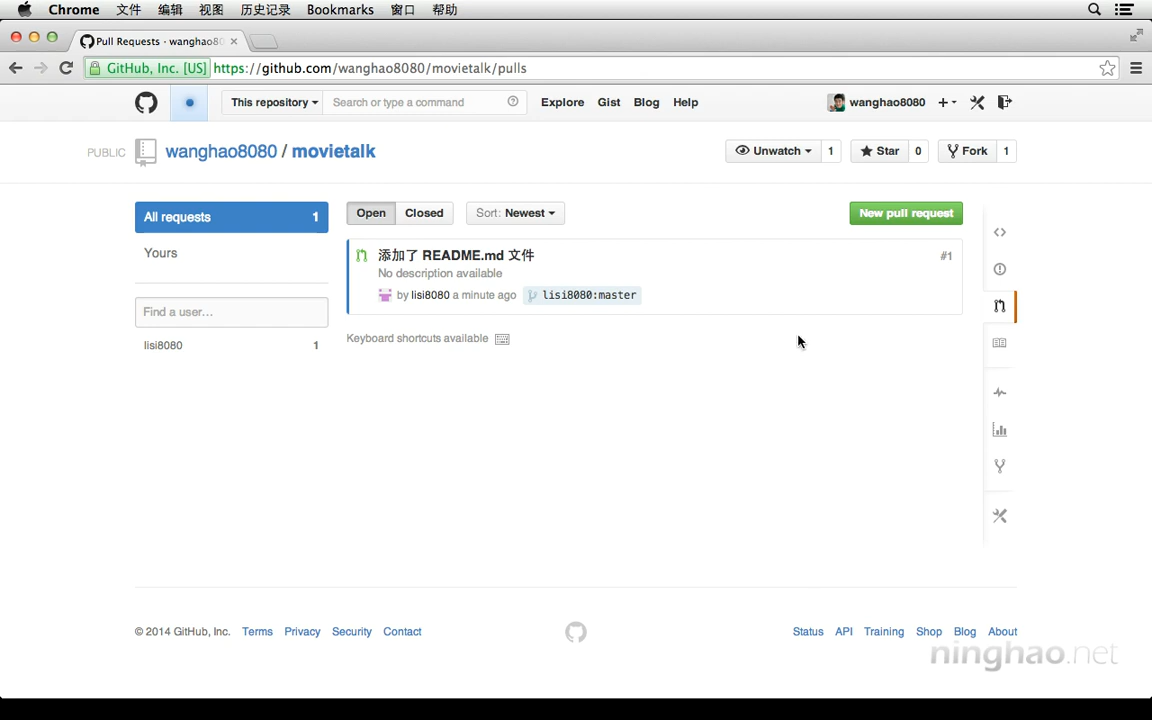 Chrome 文件 编辑 视图 历史记录 Bookmarks 窗口 帮助
Pull Requests · wanghao80
GitHub, Inc. [US] https://github.com/wanghao8080/movietalk/pulls
This repository Search or type a command Explore Gist Blog Help wanghao8080
PUBLIC wanghao8080 / movietalk Unwatch 1 Star 0 Fork 1
All requests 1 Open Closed Sort: Newest New pull request
Yours
添加了 README.md 文件 #1
No description available
by lisi8080 a minute ago lisi8080:master
Find a user...
Keyboard shortcuts available
lisi8080 1
© 2014 GitHub, Inc. Terms Privacy Security Contact Status API Training Shop Blog About
ninghao.net